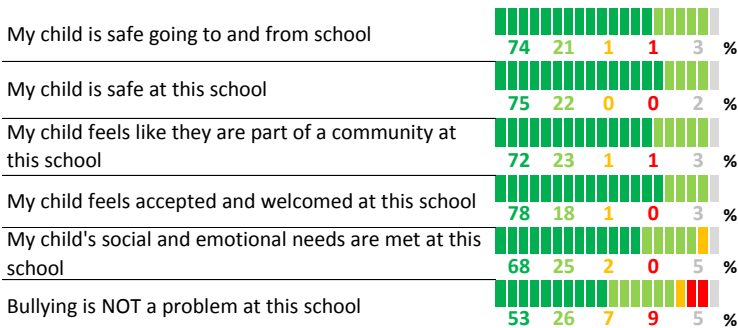 My child is safe going to and from school
74 21 1 1 3 %
My child is safe at this school
75 22 0 0 2 %
My child feels like they are part of a community at
this school
72 23 1 1 3 %
My child feels accepted and welcomed at this school
78 18 1 0 3 %
My child's social and emotional needs are met at this
school
68 25 2 0 5 %
Bullying is NOT a problem at this school
53 26 7 9 5 %